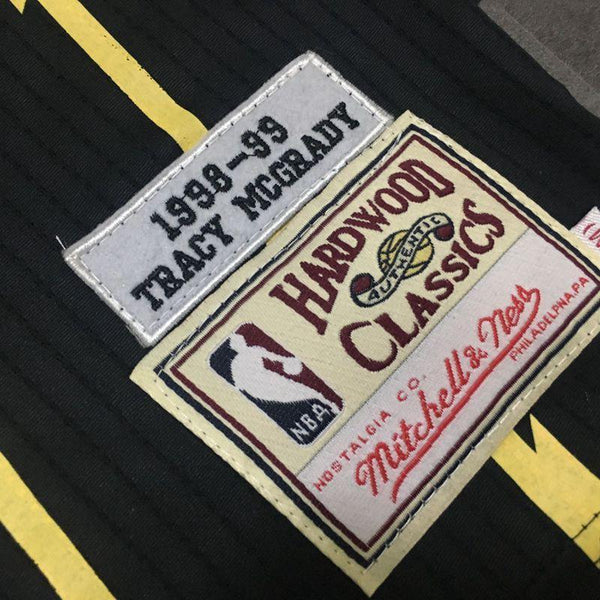 1998-99
TRACY MCGRADY
HARDWOOD
AUTHENTIC
CLASSICS
NBA
NOSTALGIA CO.
Mitchell & Ness
PHILADELPHIA, PA